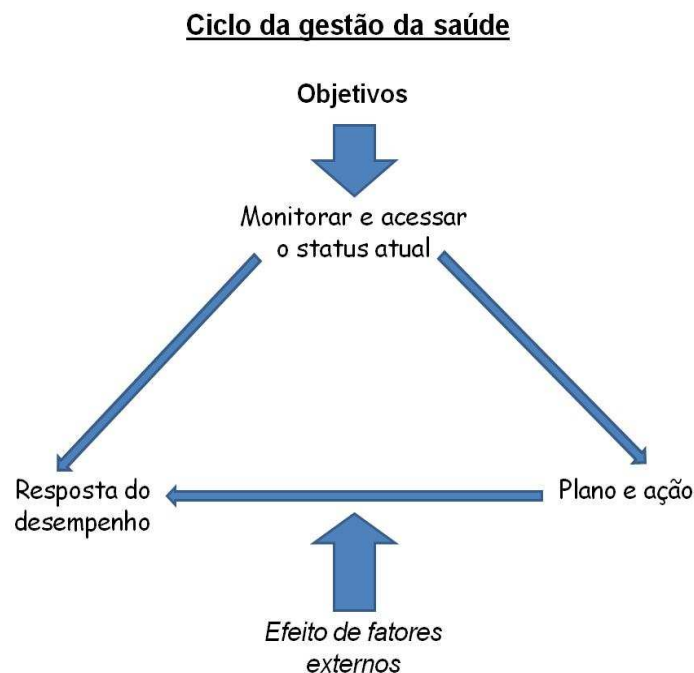 Ciclo da gestão da saúde
Objetivos
Monitorar e acessar
o status atual
Resposta do
desempenho
Plano e ação
Efeito de fatores
externos